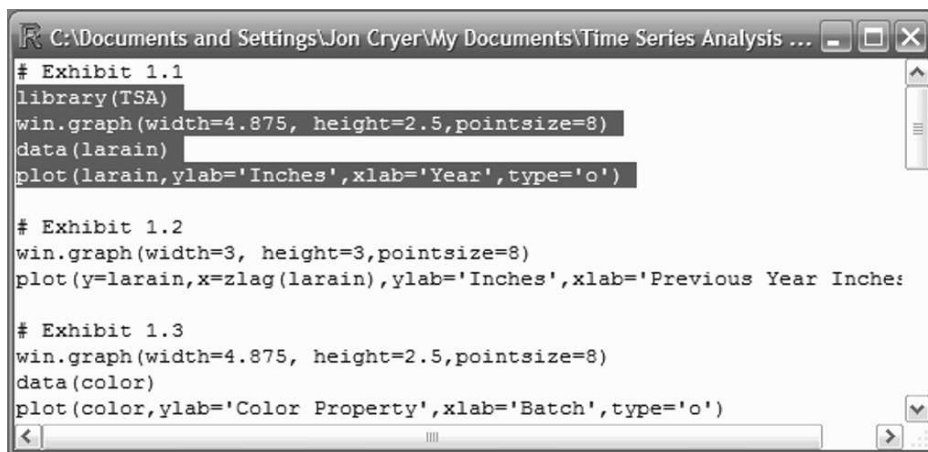 C:\Documents and Settings\Jon Cryer\My Documents\Time Series Analysis ...
# Exhibit 1.1
library(TSA)
win.graph(width=4.875, height=2.5,pointsize=8)
data(larain)
plot(larain,ylab='Inches',xlab='Year',type='o')
# Exhibit 1.2
win.graph(width=3, height=3,pointsize=8)
plot(y=larain,x=zlag(larain),ylab='Inches',xlab='Previous Year Inches
# Exhibit 1.3
win.graph(width=4.875, height=2.5,pointsize=8)
data(color)
plot(color,ylab='Color Property',xlab='Batch',type='o')